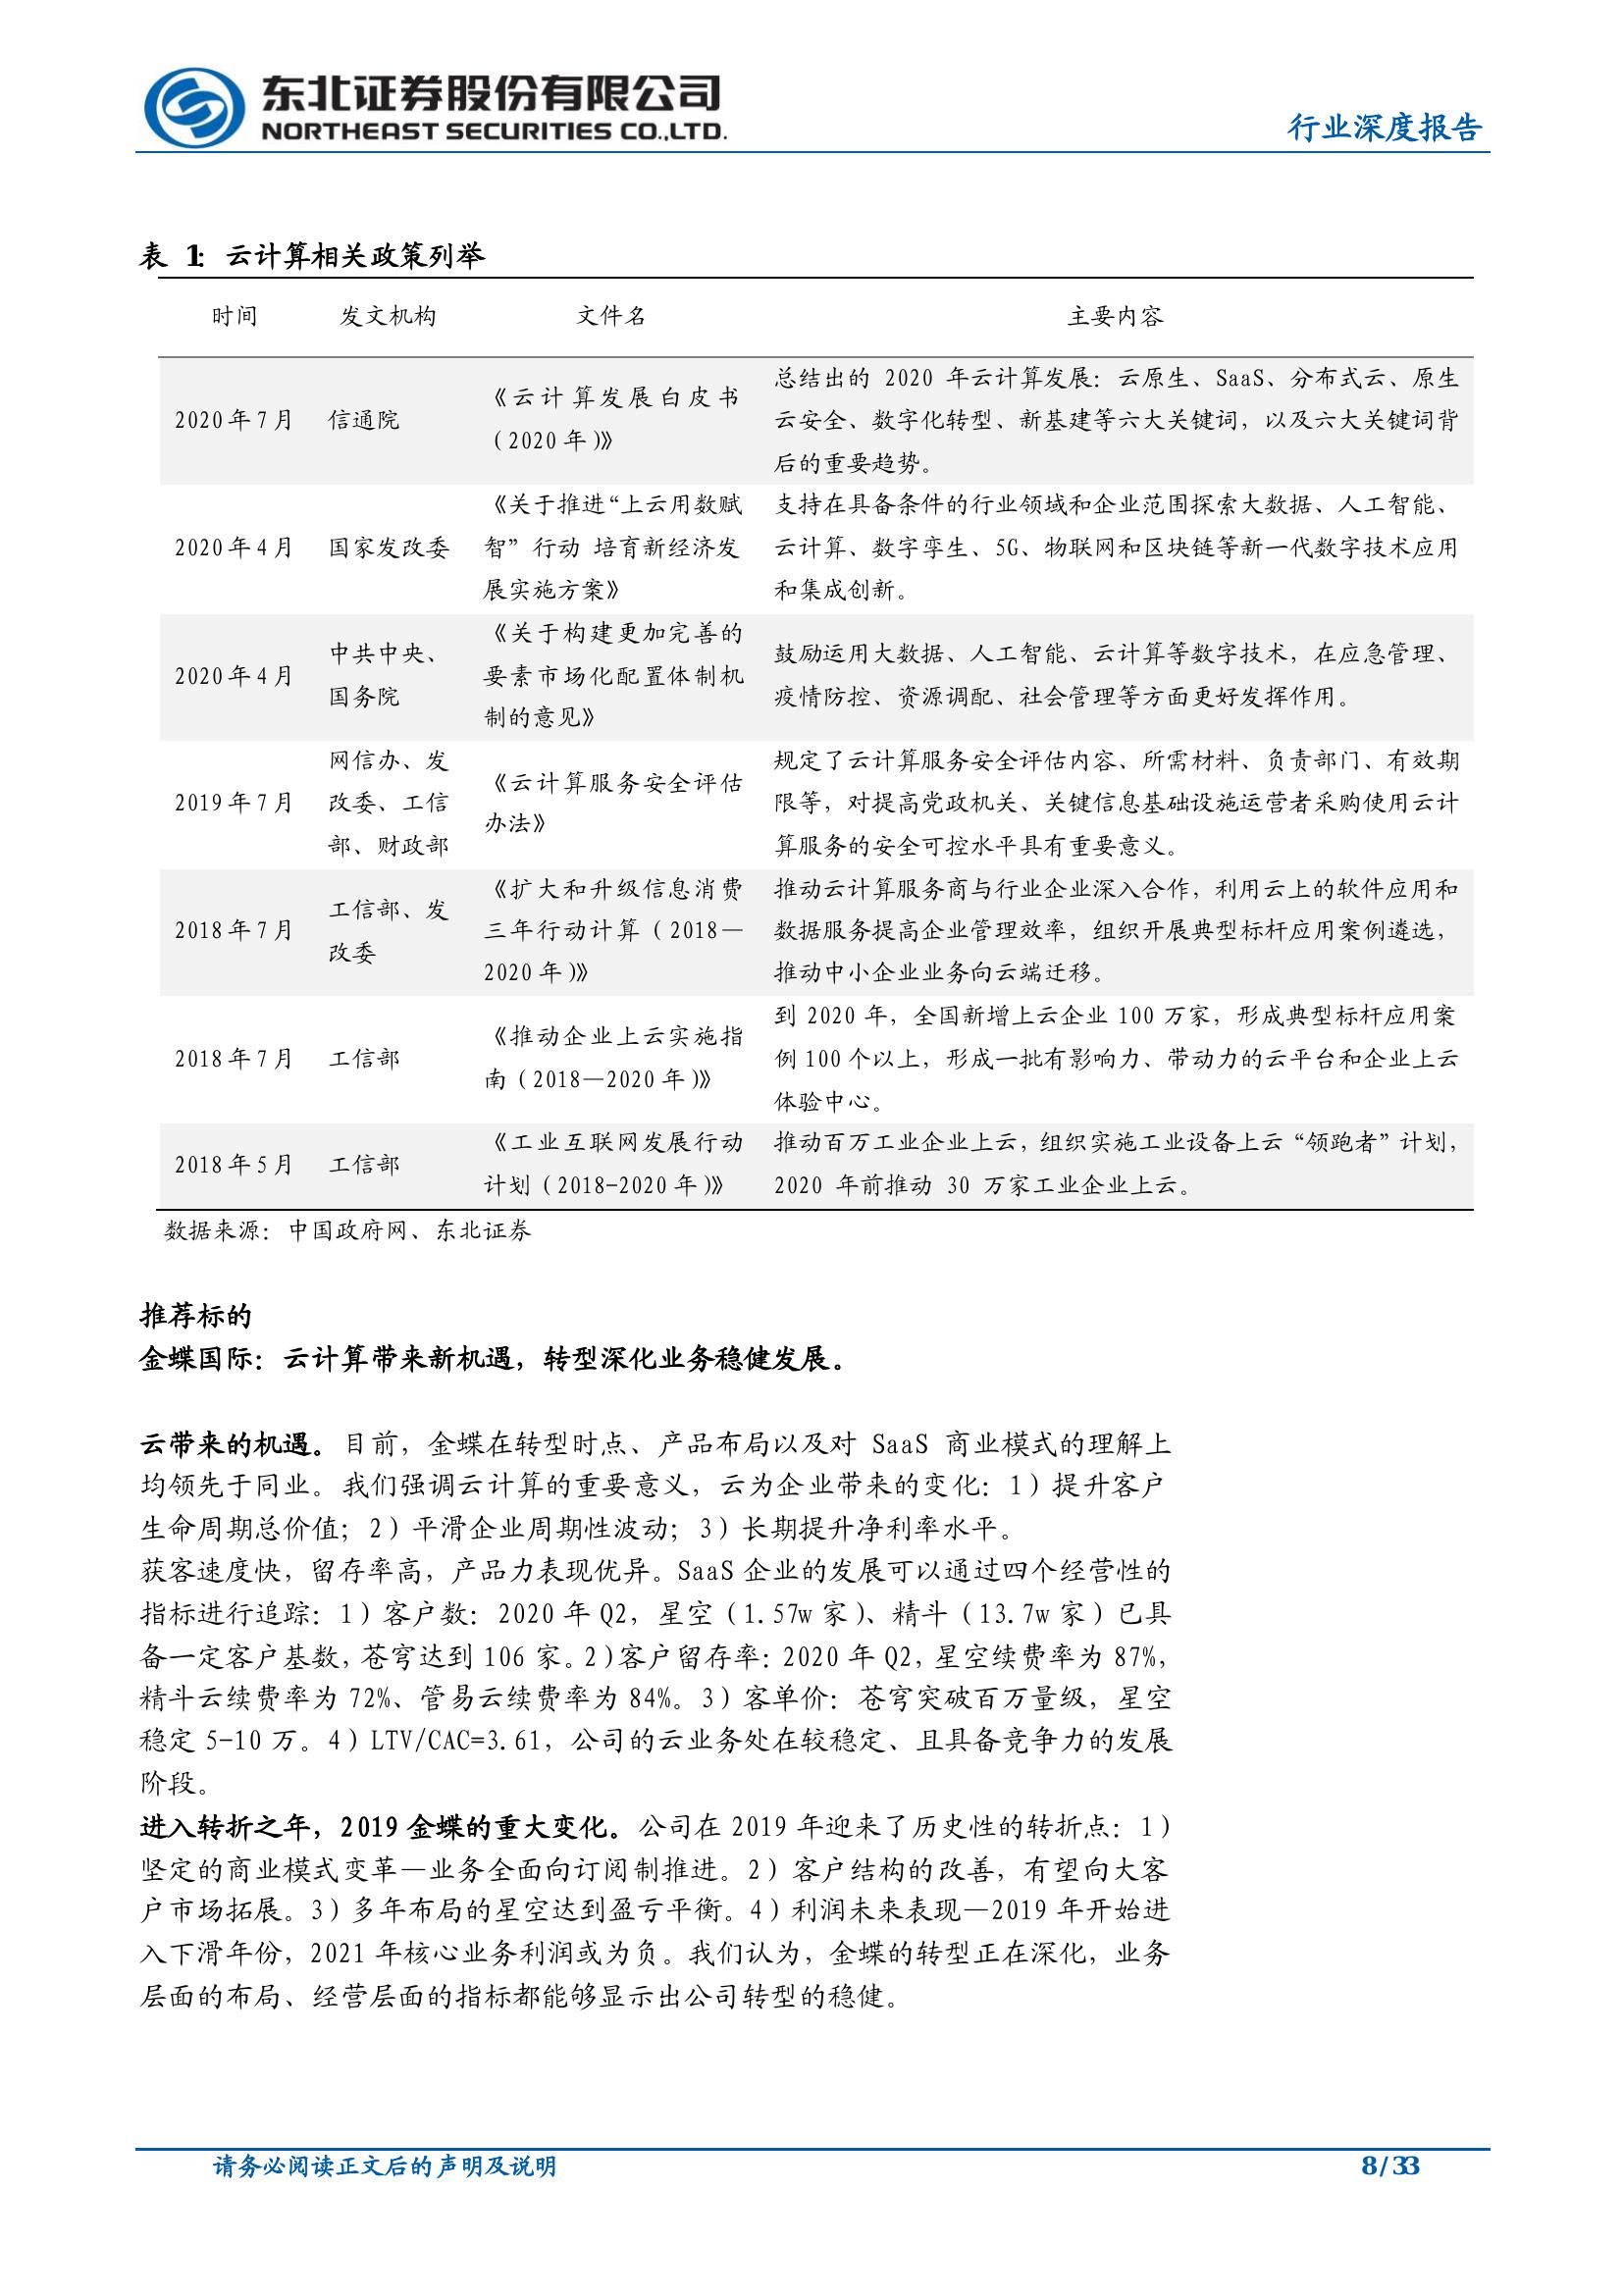 东北证券股份有限公司
NORTHEAST SECURITIES CO.,LTD.
行业深度报告
表 1：云计算相关政策列举
时间 发文机构 文件名 主要内容
2020年7月 信通院
《云计算发展白皮书
（2020年）》
总结出的 2020 年云计算发展：云原生、SaaS、分布式云、原生
云安全、数字化转型、新基建等六大关键词，以及六大关键词背
后的重要趋势。
2020年4月 国家发改委
《关于推进“上云用数赋
智” 行动 培育新经济发
展实施方案》
支持在具备条件的行业领域和企业范围探索大数据、人工智能、
云计算、数字孪生、5G、物联网和区块链等新一代数字技术应用
和集成创新。
2020年4月
中共中央、
国务院
《关于构建更加完善的
要素市场化配置体制机
制的意见》
鼓励运用大数据、人工智能、云计算等数字技术，在应急管理、
疫情防控、资源调配、社会管理等方面更好发挥作用。
2019年7月
网信办、发
改委、工信
部、财政部
《云计算服务安全评估
办法》
规定了云计算服务安全评估内容、所需材料、负责部门、有效期
限等，对提高党政机关、关键信息基础设施运营者采购使用云计
算服务的安全可控水平具有重要意义。
2018年7月
工信部、发
改委
《扩大和升级信息消费
三年行动计算（2018—
2020年）》
推动云计算服务商与行业企业深入合作，利用云上的软件应用和
数据服务提高企业管理效率，组织开展典型标杆应用案例遴选，
推动中小企业业务向云端迁移。
2018年7月 工信部
《推动企业上云实施指
南（2018—2020年）》
到 2020 年，全国新增上云企业 100 万家，形成典型标杆应用案
例 100 个以上，形成一批有影响力、带动力的云平台和企业上云
体验中心。
2018年5月 工信部
《工业互联网发展行动
计划（2018-2020年）》
推动百万工业企业上云，组织实施工业设备上云“领跑者”计划，
2020 年前推动 30 万家工业企业上云。
数据来源：中国政府网、东北证券
推荐标的
金蝶国际：云计算带来新机遇，转型深化业务稳健发展。
云带来的机遇。目前，金蝶在转型时点、产品布局以及对 SaaS 商业模式的理解上
均领先于同业。我们强调云计算的重要意义，云为企业带来的变化：1）提升客户
生命周期总价值；2）平滑企业周期性波动；3）长期提升净利率水平。
获客速度快，留存率高，产品力表现优异。SaaS 企业的发展可以通过四个经营性的
指标进行追踪：1）客户数：2020 年 Q2，星空（1.57w 家）、精斗（13.7w 家）已具
备一定客户基数，苍穹达到 106 家。2）客户留存率：2020 年 Q2，星空续费率为 87%，
精斗云续费率为 72%、管易云续费率为 84%。3）客单价：苍穹突破百万量级，星空
稳定 5-10 万。4）LTV/CAC=3.61，公司的云业务处在较稳定、且具备竞争力的发展
阶段。
进入转折之年，2019 金蝶的重大变化。公司在 2019 年迎来了历史性的转折点：1）
坚定的商业模式变革—业务全面向订阅制推进。2）客户结构的改善，有望向大客
户市场拓展。3）多年布局的星空达到盈亏平衡。4）利润未来表现—2019 年开始进
入下滑年份，2021 年核心业务利润或为负。我们认为，金蝶的转型正在深化，业务
层面的布局、经营层面的指标都能够显示出公司转型的稳健。
请务必阅读正文后的声明及说明
8 / 33